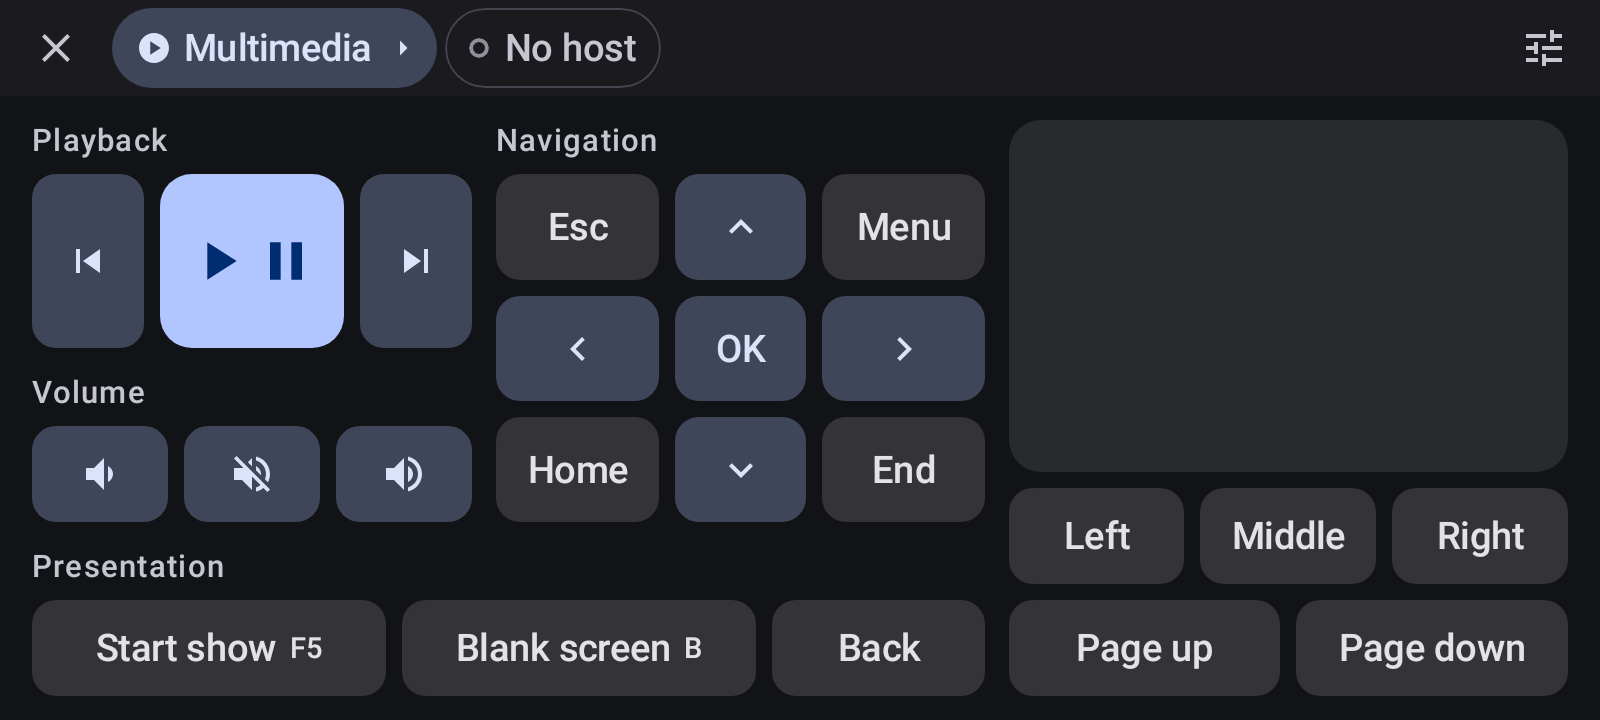 Multimedia
No host
Playback
Navigation
Esc
Menu
OK
Volume
Home
End
Left
Middle
Right
Presentation
Start show F5
Blank screen B
Back
Page up
Page down